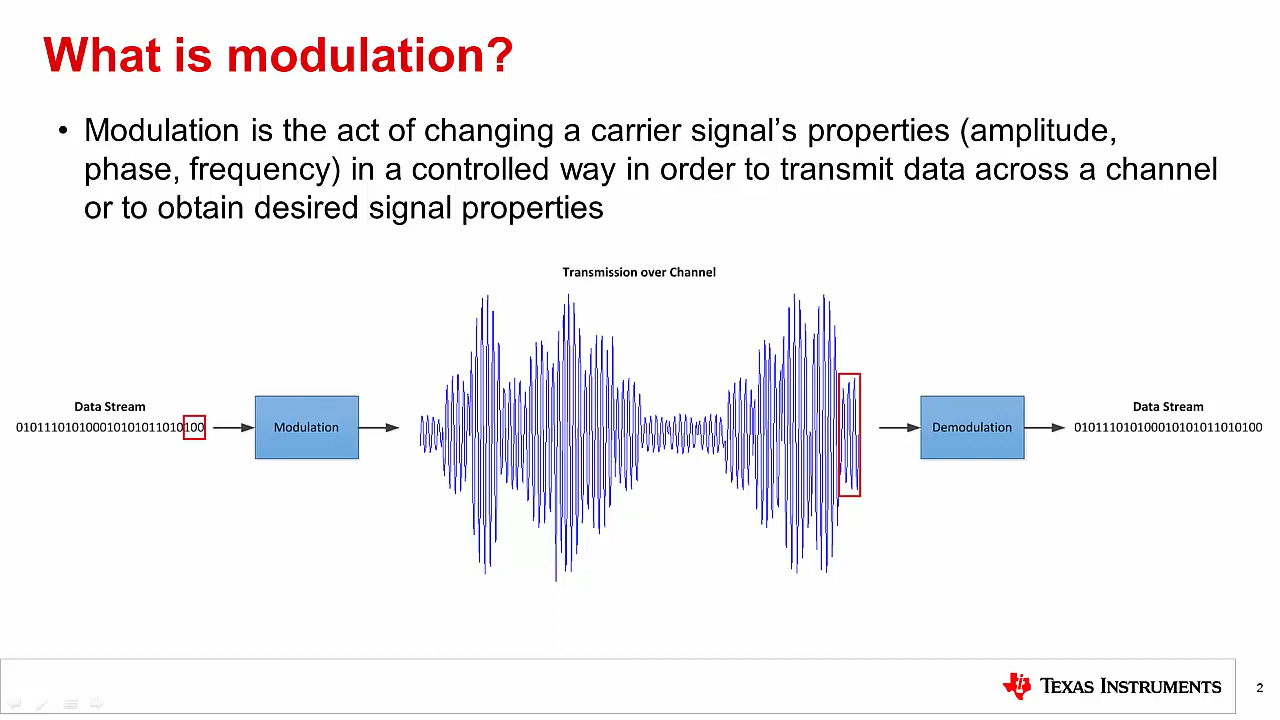 What is modulation?
• Modulation is the act of changing a carrier signal's properties (amplitude,
phase, frequency) in a controlled way in order to transmit data across a channel
or to obtain desired signal properties
Transmission over Channel
Data Stream
010111010100010101011010100
Modulation
Demodulation
Data Stream
010111010100010101011010100
TEXAS INSTRUMENTS
2